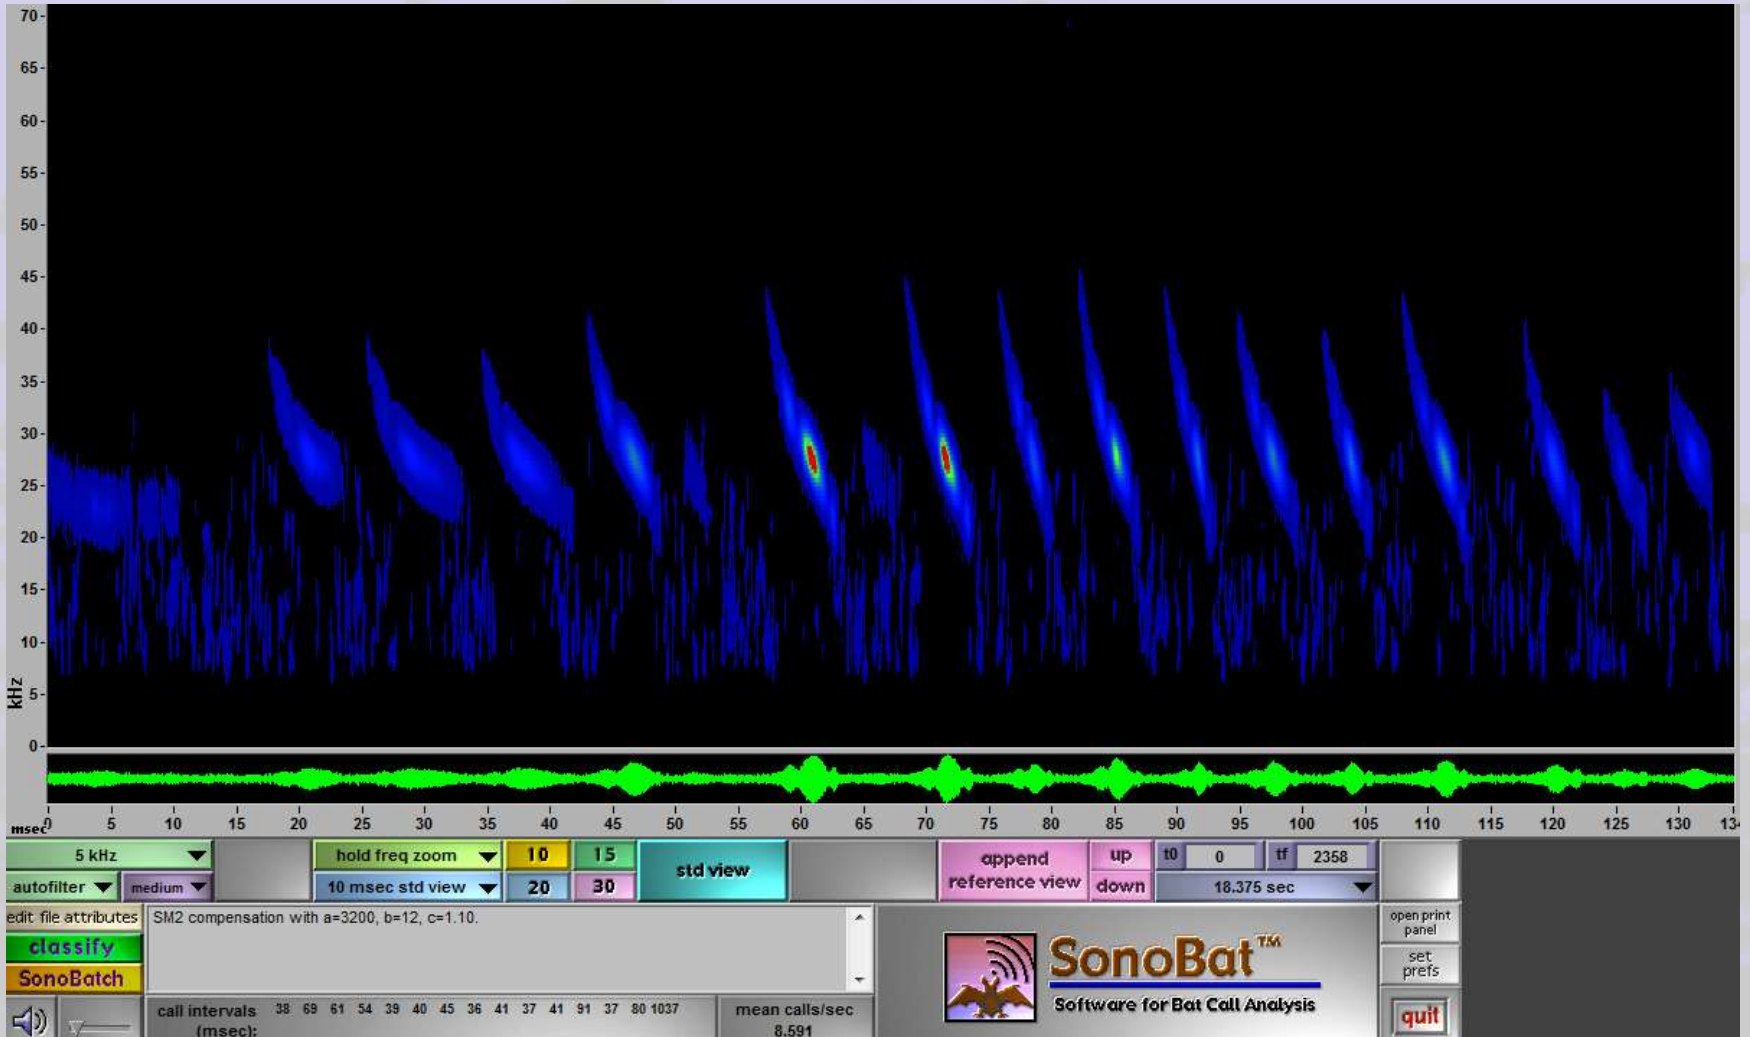 70
65
60
55
50
45
40
35
30
25
20
15
10
5
0
kHz
msec 0 5 10 15 20 25 30 35 40 45 50 55 60 65 70 75 80 85 90 95 100 105 110 115 120 125 130 134
5 kHz
hold freq zoom 10 15
std view
append
reference view
up
t0 0 tf 2358
autofilter medium
10 msec std view 20 30
down
18.375 sec
edit file attributes
SM2 compensation with a=3200, b=12, c=1.10.
classify
SonoBatch
SonoBat™
Software for Bat Call Analysis
open print
panel
set
prefs
quit
call intervals 38 69 61 54 39 40 45 36 41 37 41 91 37 80 1037
(msec):
mean calls/sec
8.591